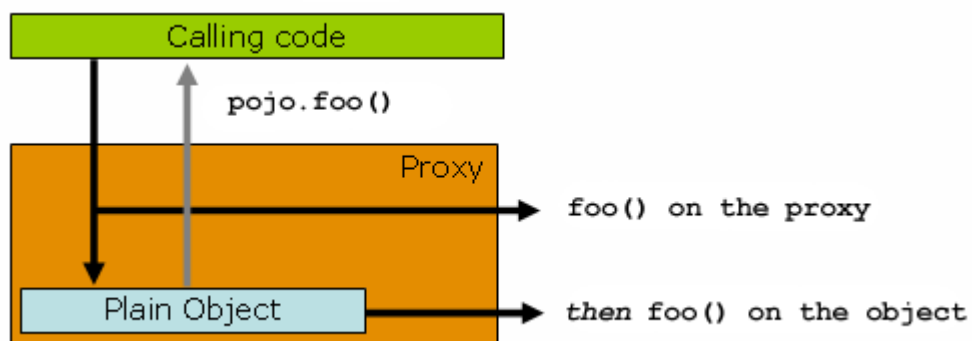 Calling code
pojo.foo()
Proxy
foo() on the proxy
Plain Object
then foo() on the object